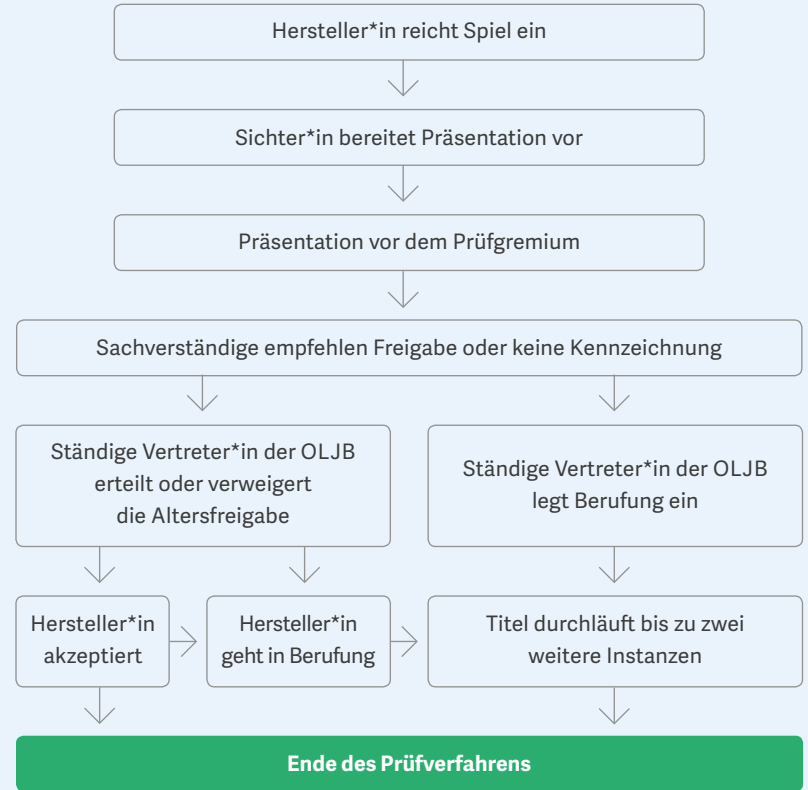 Hersteller*in reicht Spiel ein
Sichter*in bereitet Präsentation vor
Präsentation vor dem Prüfgremium
Sachverständige empfehlen Freigabe oder keine Kennzeichnung
Ständige Vertreter*in der OLJB
erteilt oder verweigert
die Altersfreigabe
Ständige Vertreter*in der OLJB
legt Berufung ein
Hersteller*in
akzeptiert
Hersteller*in
geht in Berufung
Titel durchläuft bis zu zwei
weitere Instanzen
Ende des Prüfverfahrens